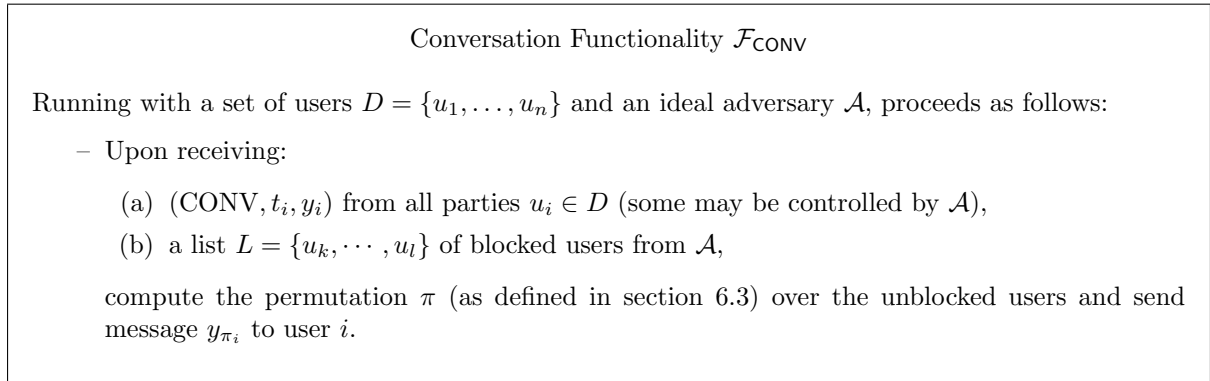 Conversation Functionality $\mathcal{F}_{\mathsf{CONV}}$
Running with a set of users $D = \{u_1, \ldots, u_n\}$ and an ideal adversary $\mathcal{A}$, proceeds as follows:
– Upon receiving:
(a) $(\text{CONV}, t_i, y_i)$ from all parties $u_i \in D$ (some may be controlled by $\mathcal{A}$),
(b) a list $L = \{u_k, \cdots, u_l\}$ of blocked users from $\mathcal{A}$,
compute the permutation $\pi$ (as defined in section 6.3) over the unblocked users and send
message $y_{\pi_i}$ to user $i$.